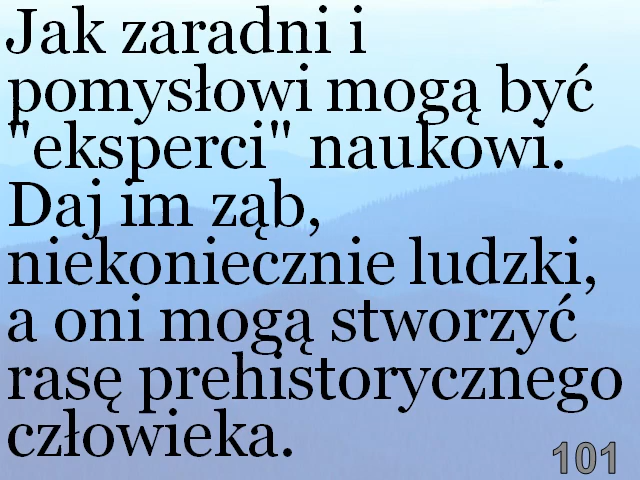 Jak zaradni i
pomysłowi mogą być
"eksperci" naukowi.
Daj im ząb,
niekoniecznie ludzki,
a oni mogą stworzyć
rasę prehistorycznego
człowieka.
101